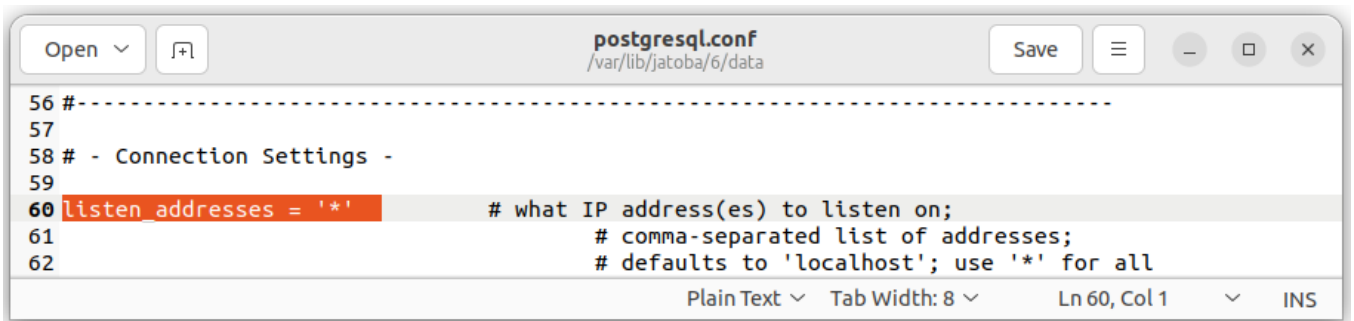 Open
postgresql.conf
/var/lib/jatoba/6/data
Save
56 #------------------------------------------------------------------------------
57
58 # - Connection Settings -
59
60 listen_addresses = '*' # what IP address(es) to listen on;
61 # comma-separated list of addresses;
62 # defaults to 'localhost'; use '*' for all
Plain Text Tab Width: 8 Ln 60, Col 1 INS